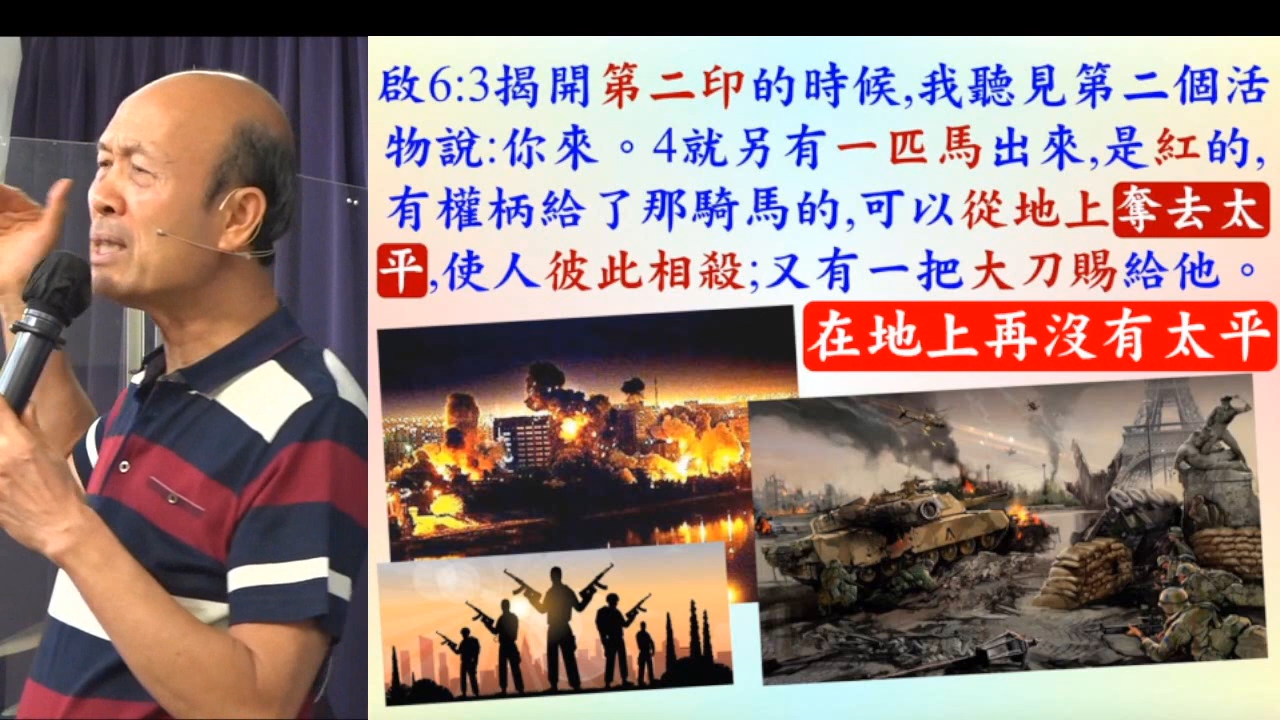 啟6:3揭開第二印的時候,我聽見第二個活
物說:你來。4就另有一匹馬出來,是紅的,
有權柄給了那騎馬的,可以從地上奪去太
平,使人彼此相殺;又有一把大刀賜給他。
在地上再沒有太平